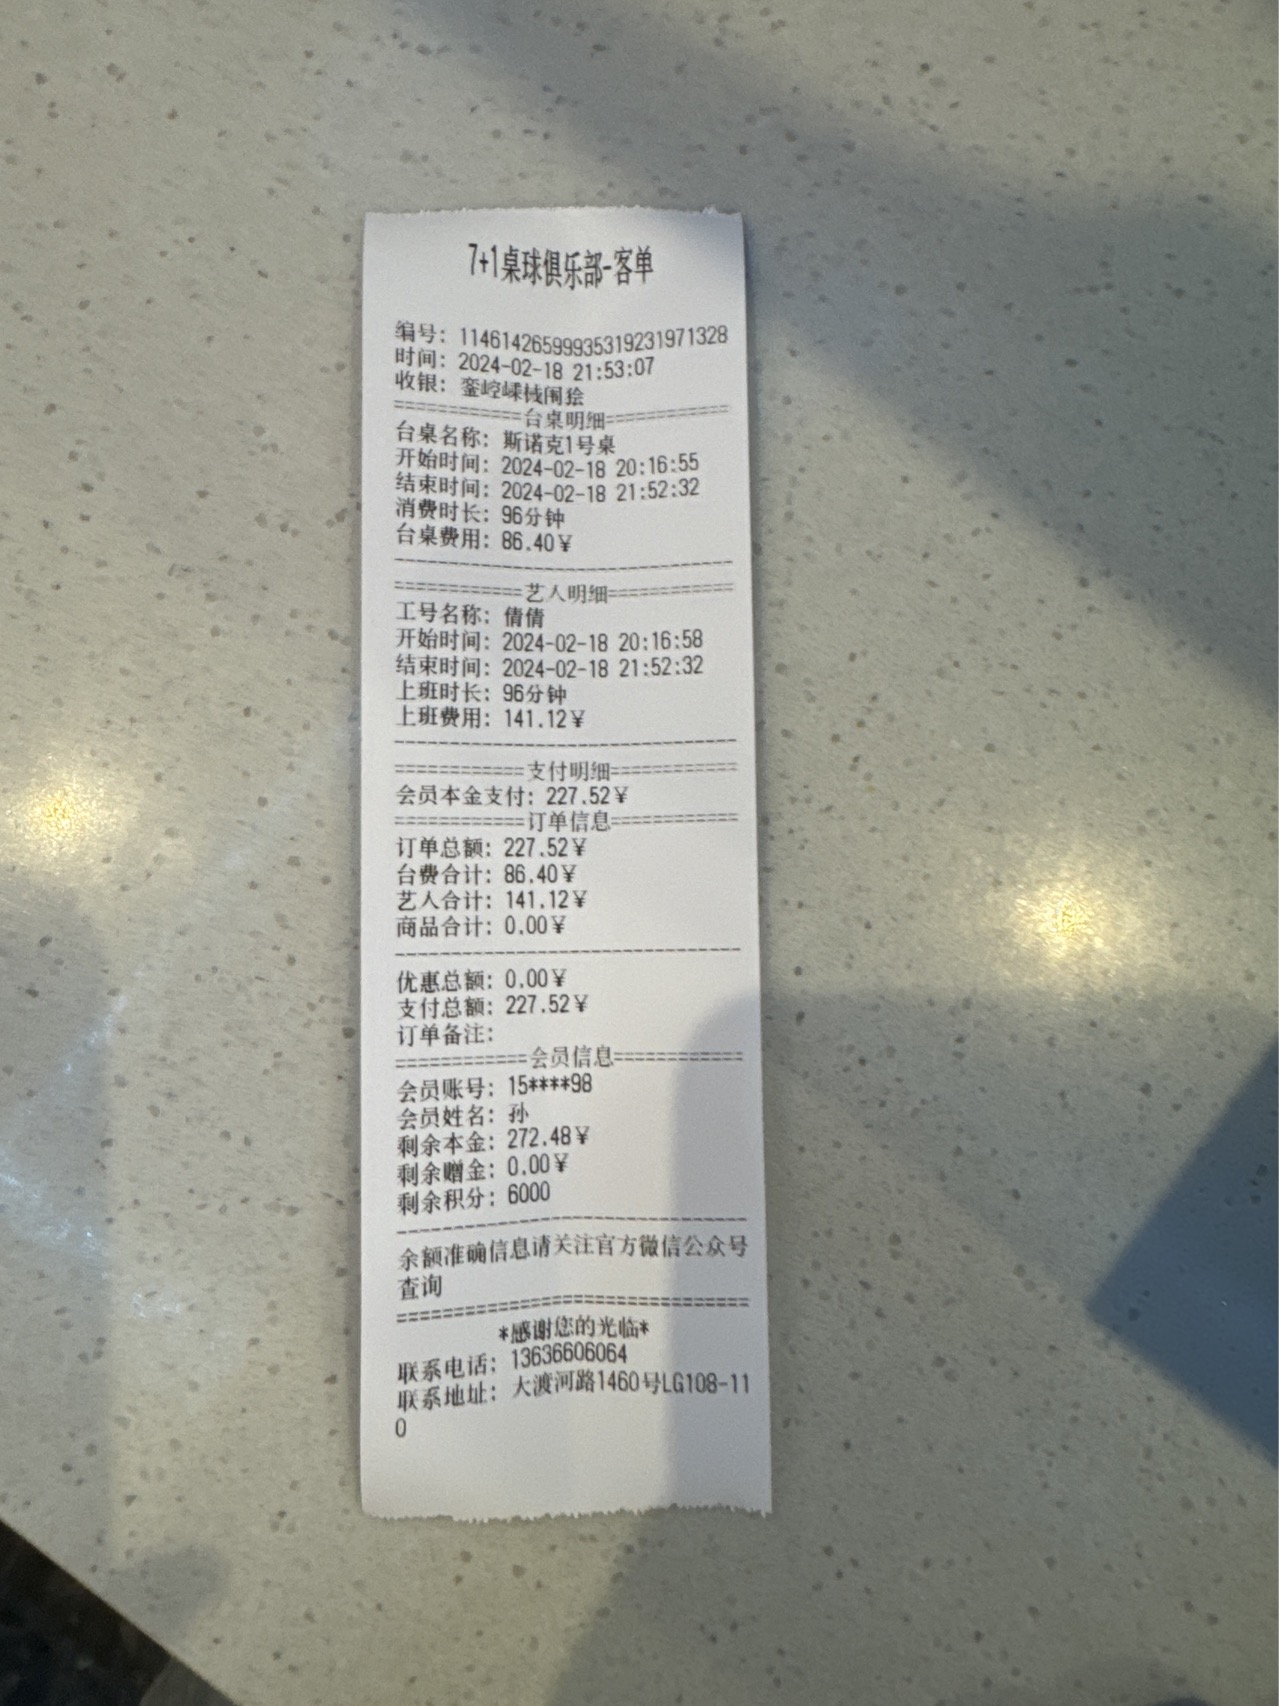 7+1桌球俱乐部-客单
编号: 1146142659993531923197​1328
时间: 2024-02-18 21:53:07
收银: 銮崆嵊械闱狯
============台桌明细============
台桌名称: 斯诺克1号桌
开始时间: 2024-02-18 20:16:55
结束时间: 2024-02-18 21:52:32
消费时长: 96分钟
台桌费用: 86.40¥
--------------------------------
============艺人明细============
工号名称: 倩倩
开始时间: 2024-02-18 20:16:58
结束时间: 2024-02-18 21:52:32
上班时长: 96分钟
上班费用: 141.12¥
--------------------------------
============支付明细============
会员本金支付: 227.52¥
============订单信息============
订单总额: 227.52¥
台费合计: 86.40¥
艺人合计: 141.12¥
商品合计: 0.00¥
--------------------------------
优惠总额: 0.00¥
支付总额: 227.52¥
订单备注:
============会员信息============
会员账号: 15****98
会员姓名: 孙
剩余本金: 272.48¥
剩余赠金: 0.00¥
剩余积分: 6000
--------------------------------
余额准确信息请关注官方微信公众号
查询
================================
*感谢您的光临*
联系电话: 13636606064
联系地址: 大渡河路1460号LG108-11
0